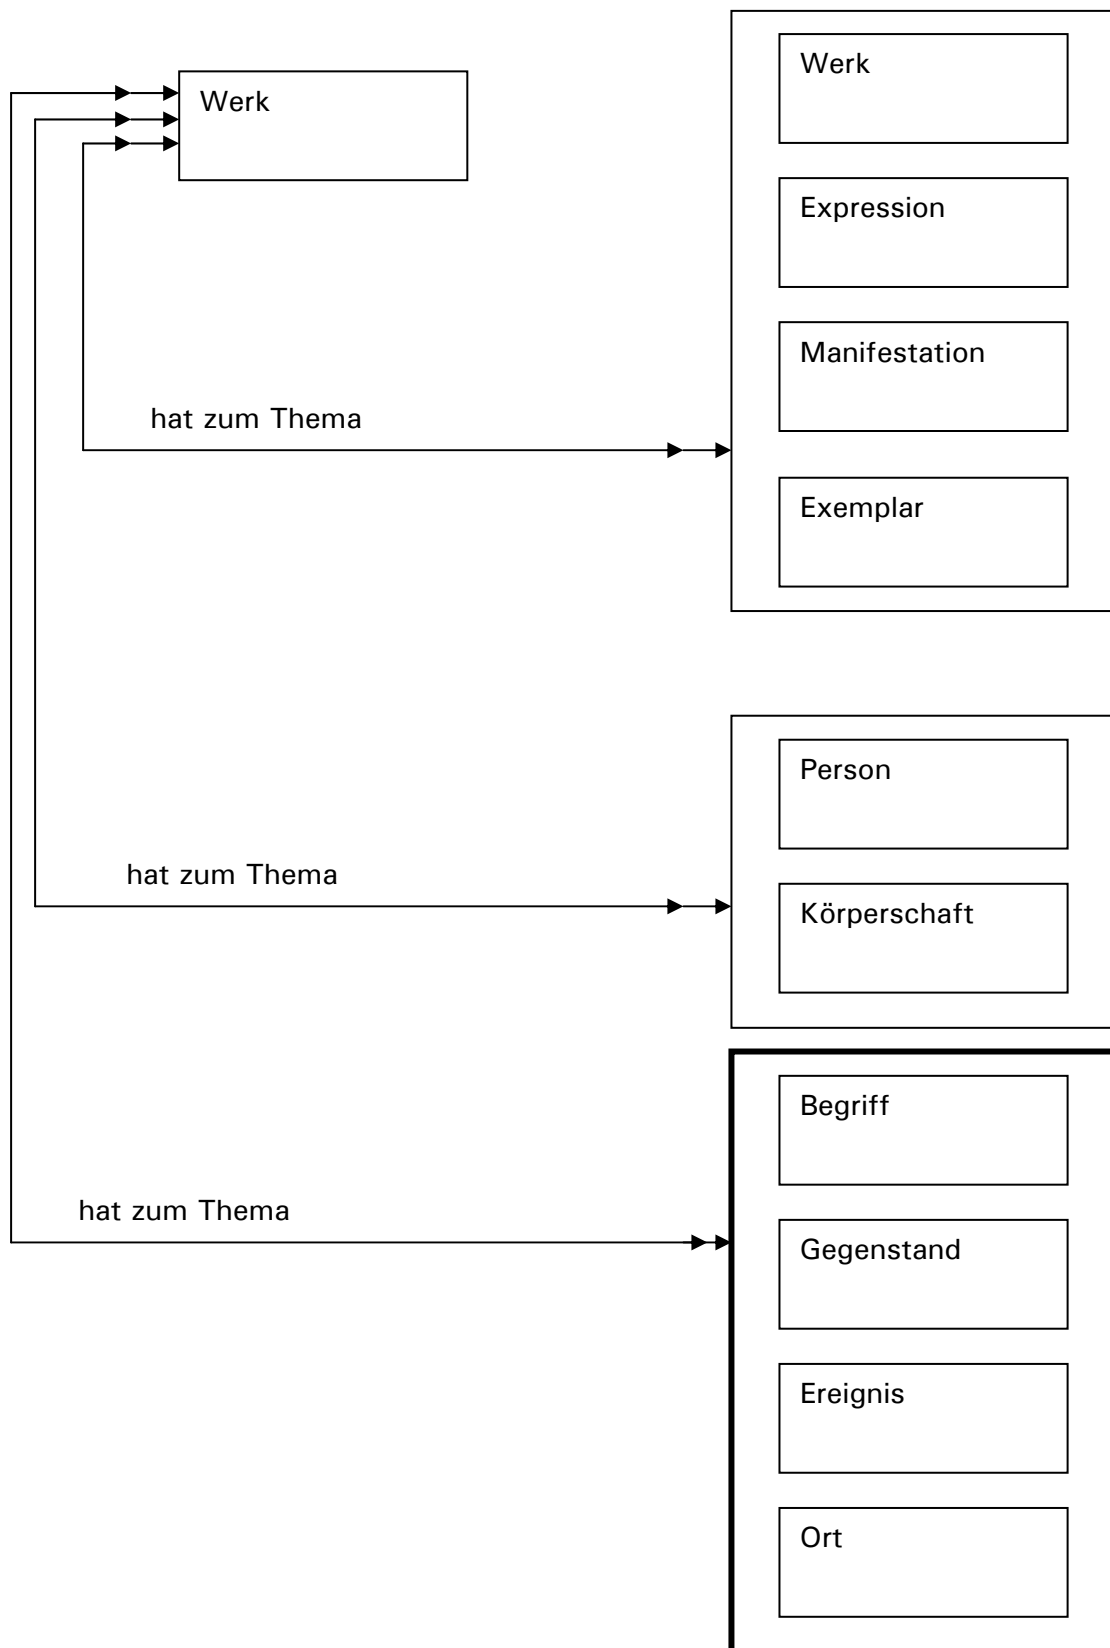 Werk
Werk
Expression
Manifestation
hat zum Thema
Exemplar
Person
hat zum Thema
Körperschaft
Begriff
hat zum Thema
Gegenstand
Ereignis
Ort